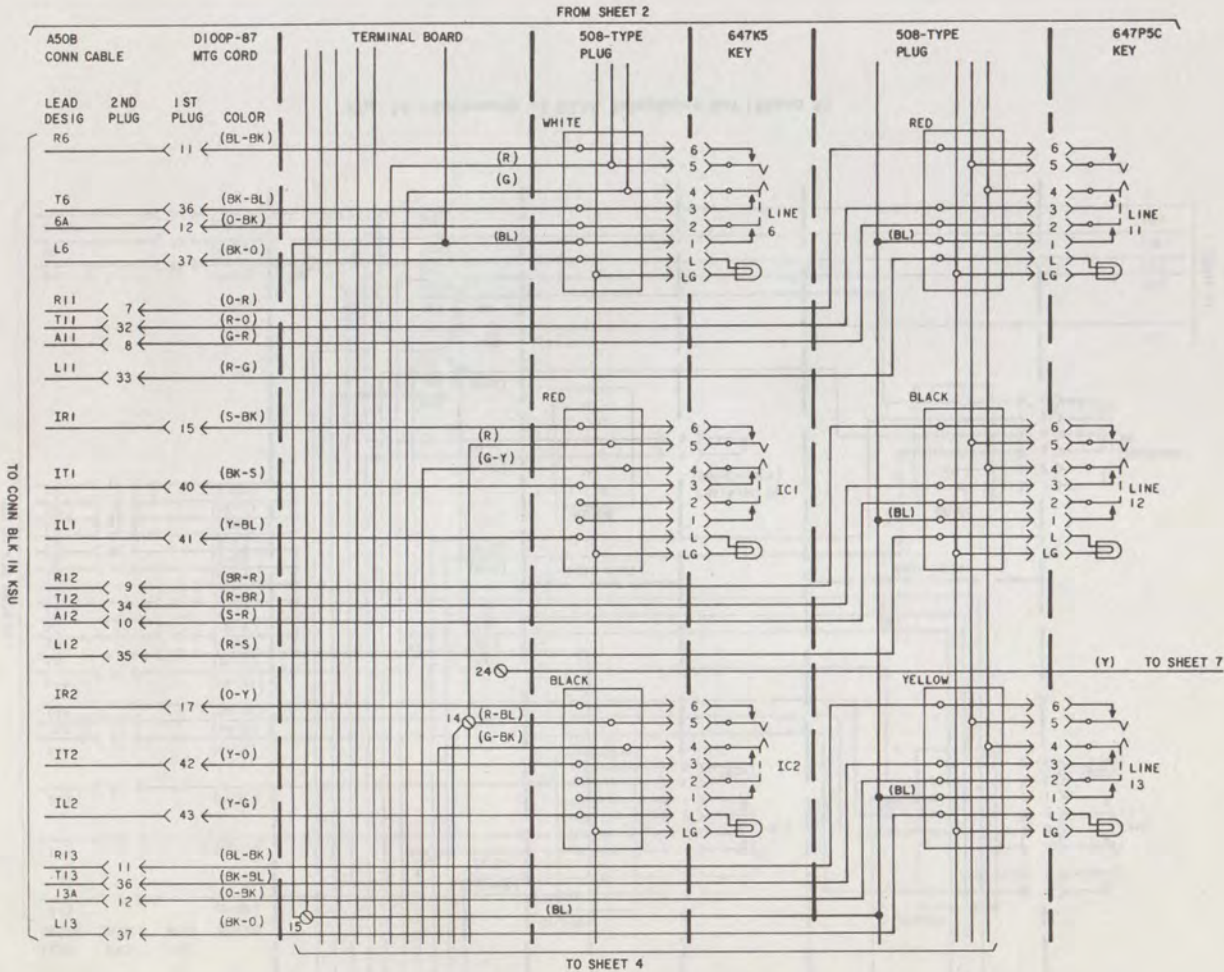 FROM SHEET 2
A50B
CONN CABLE
D100P-87
MTG CORD
TERMINAL BOARD
508-TYPE
PLUG
647K5
KEY
508-TYPE
PLUG
647P5C
KEY
LEAD
DESIG
2ND
PLUG
1ST
PLUG
COLOR
R6 11 (BL-BK)
T6 36 (BK-BL)
6A 12 (O-BK)
L6 37 (BK-O)
WHITE
(R)
(G)
(BL)
6
5
4
3
2
1
L
LG
LINE
6
RED
(BL)
6
5
4
3
2
1
L
LG
LINE
11
R11 7 (O-R)
T11 32 (R-O)
A11 8 (G-R)
L11 33 (R-G)
IR1 15 (S-BK)
IT1 40 (BK-S)
IL1 41 (Y-BL)
RED
(R)
(G-Y)
6
5
4
3
2
1
L
LG
IC1
BLACK
(BL)
6
5
4
3
2
1
L
LG
LINE
12
TO CONN BLK IN KSU
R12 9 (BR-R)
T12 34 (R-BR)
A12 10 (S-R)
L12 35 (R-S)
24
(Y) TO SHEET 7
IR2 17 (O-Y)
IT2 42 (Y-O)
IL2 43 (Y-G)
BLACK
14
(R-BL)
(G-BK)
6
5
4
3
2
1
L
LG
IC2
YELLOW
(BL)
6
5
4
3
2
1
L
LG
LINE
13
R13 11 (BL-BK)
T13 36 (BK-BL)
13A 12 (O-BK)
L13 37 (BK-O)
15
(BL)
TO SHEET 4